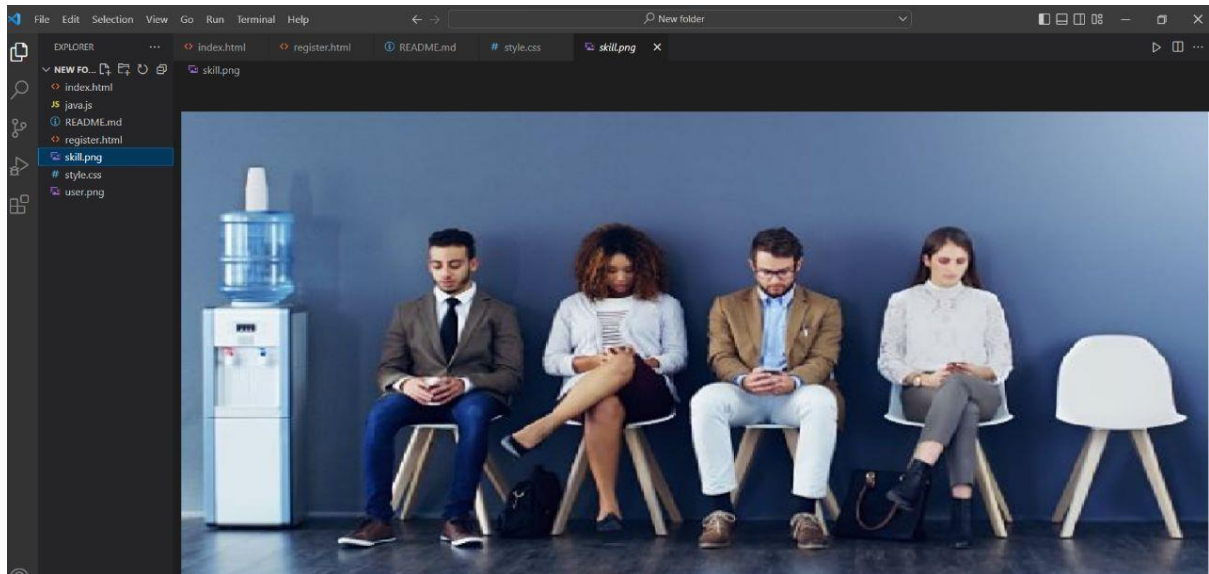 File Edit Selection View Go Run Terminal Help
New folder
EXPLORER
index.html
register.html
README.md
style.css
skill.png
NEW FO...
skill.png
index.html
JS java.js
README.md
register.html
skill.png
# style.css
user.png